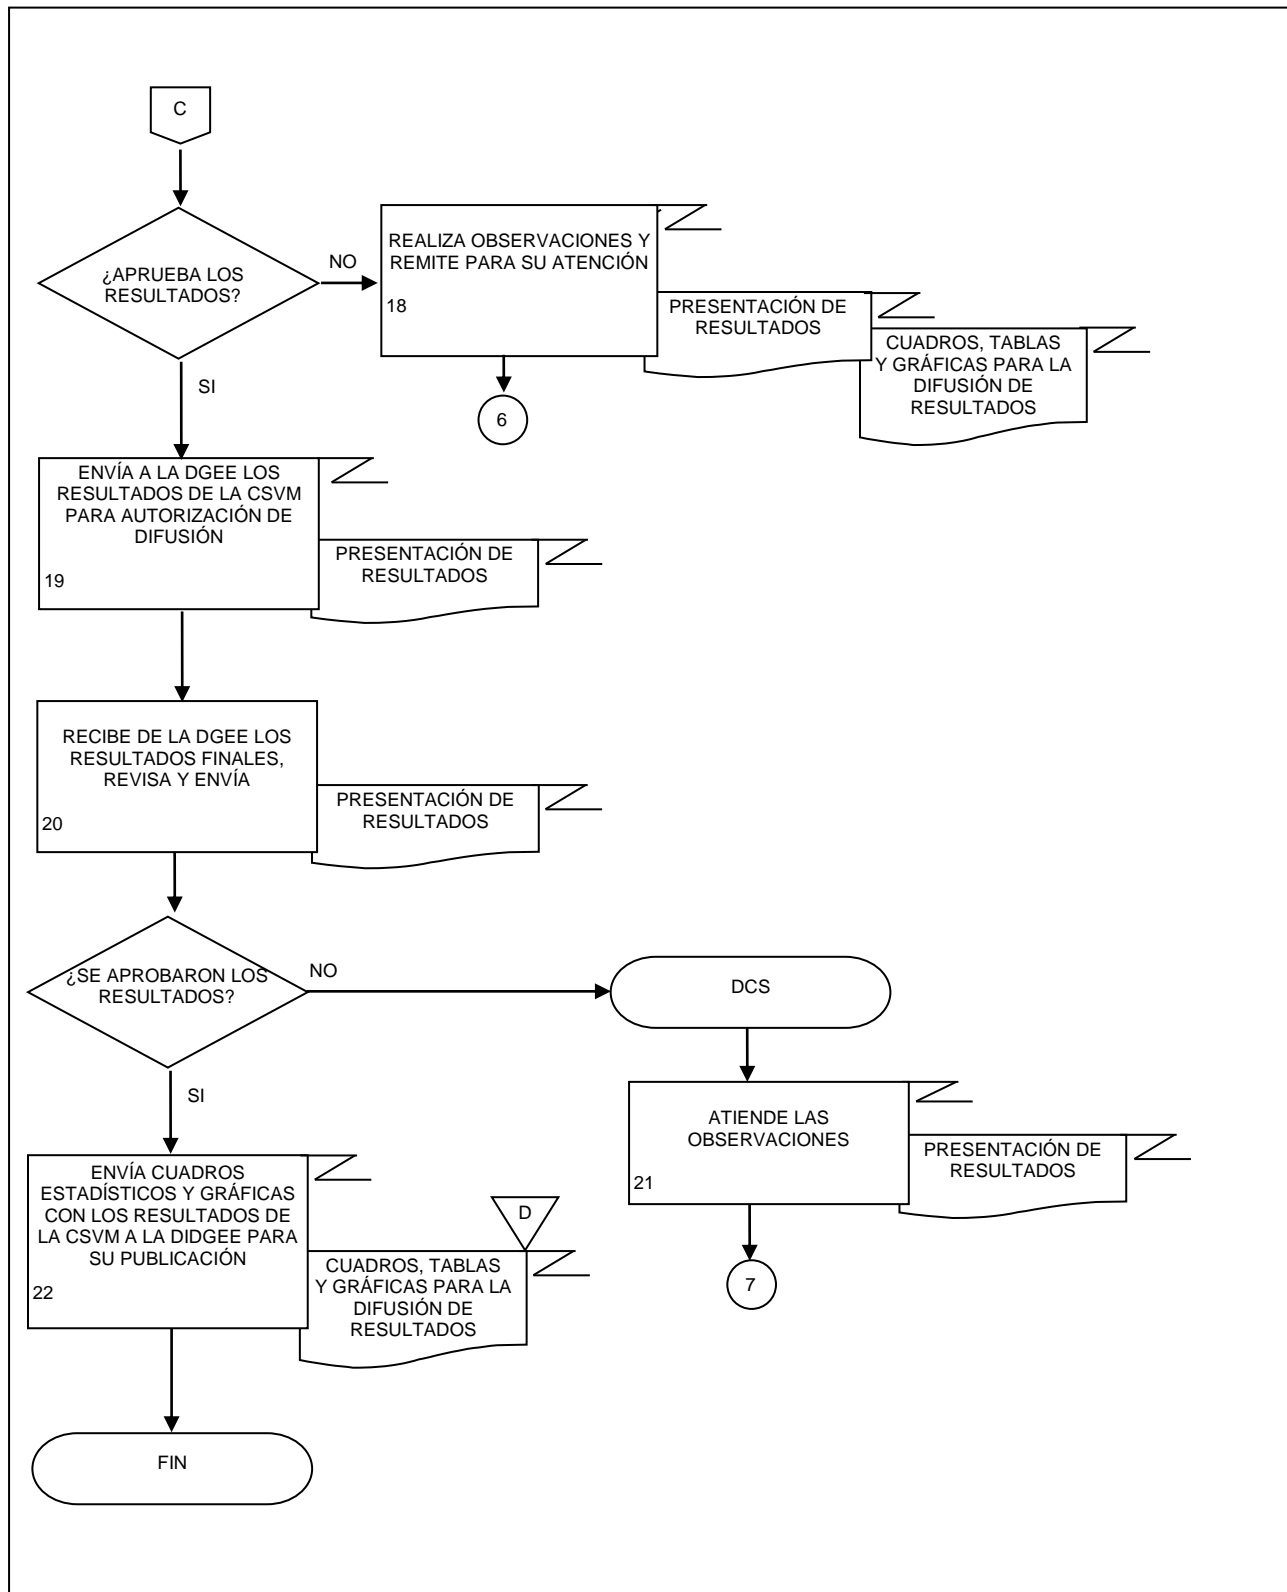 C
¿APRUEBA LOS
RESULTADOS?
NO
REALIZA OBSERVACIONES Y
REMITE PARA SU ATENCIÓN
18
PRESENTACIÓN DE
RESULTADOS
CUADROS, TABLAS
Y GRÁFICAS PARA LA
DIFUSIÓN DE
RESULTADOS
6
SI
ENVÍA A LA DGEE LOS
RESULTADOS DE LA CSVM
PARA AUTORIZACIÓN DE
DIFUSIÓN
19
PRESENTACIÓN DE
RESULTADOS
RECIBE DE LA DGEE LOS
RESULTADOS FINALES,
REVISA Y ENVÍA
20
PRESENTACIÓN DE
RESULTADOS
¿SE APROBARON LOS
RESULTADOS?
NO
DCS
ATIENDE LAS
OBSERVACIONES
21
PRESENTACIÓN DE
RESULTADOS
7
SI
ENVÍA CUADROS
ESTADÍSTICOS Y GRÁFICAS
CON LOS RESULTADOS DE
LA CSVM A LA DIDGEE PARA
SU PUBLICACIÓN
22
D
CUADROS, TABLAS
Y GRÁFICAS PARA LA
DIFUSIÓN DE
RESULTADOS
FIN